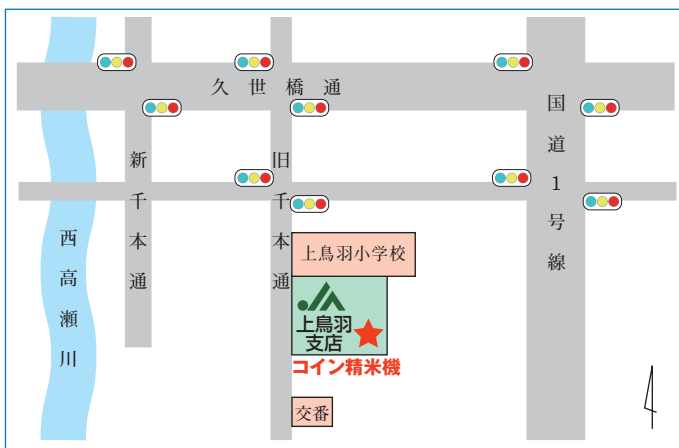 久世橋通
国道1号線
新千本通
旧千本通
西高瀬川
上鳥羽小学校
JA
上鳥羽
支店
コイン精米機
交番